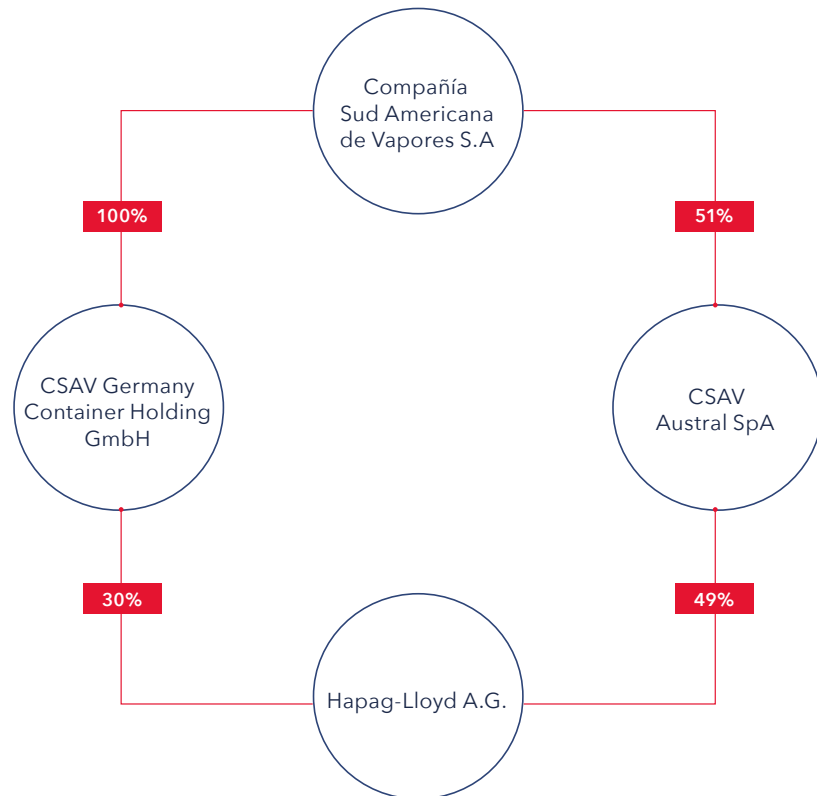 Compañía
Sud Americana
de Vapores S.A
100%
51%
CSAV Germany
Container Holding
GmbH
CSAV
Austral SpA
30%
49%
Hapag-Lloyd A.G.